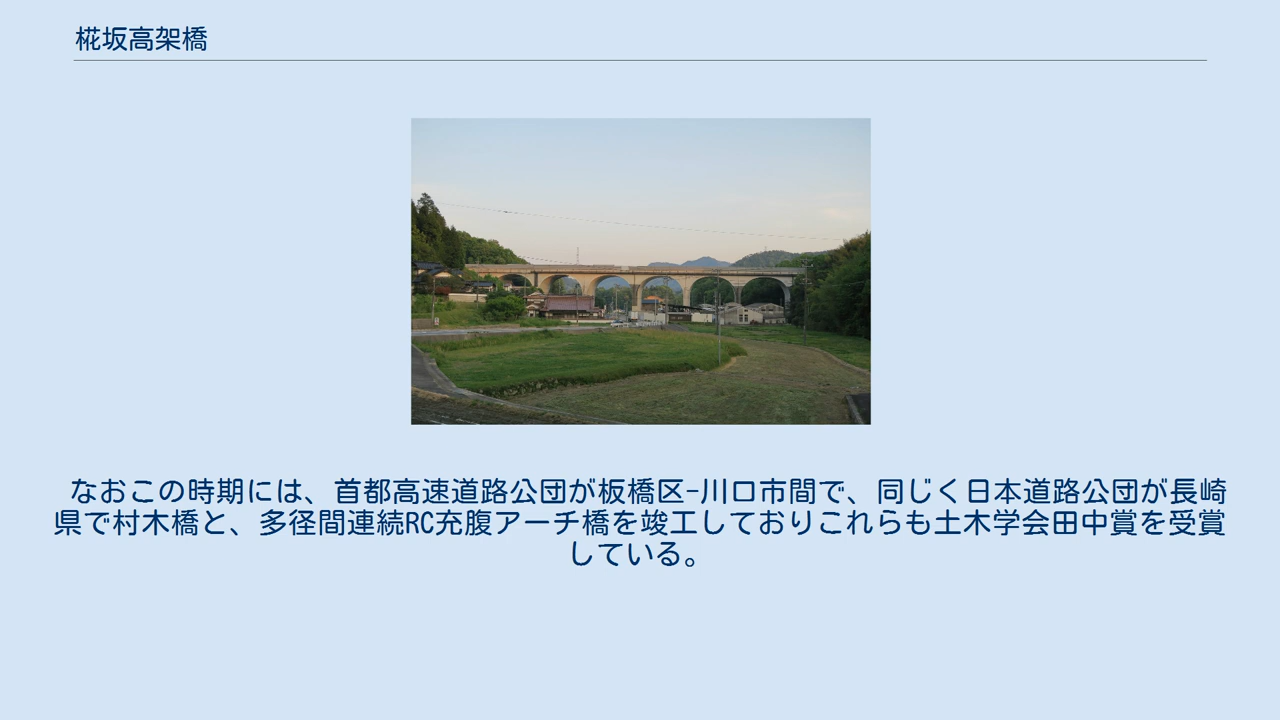 椛坂高架橋
なおこの時期には、首都高速道路公団が板橋区-川口市間で、同じく日本道路公団が長崎
県で村木橋と、多径間連続RC充腹アーチ橋を竣工しておりこれらも土木学会田中賞を受賞
している。